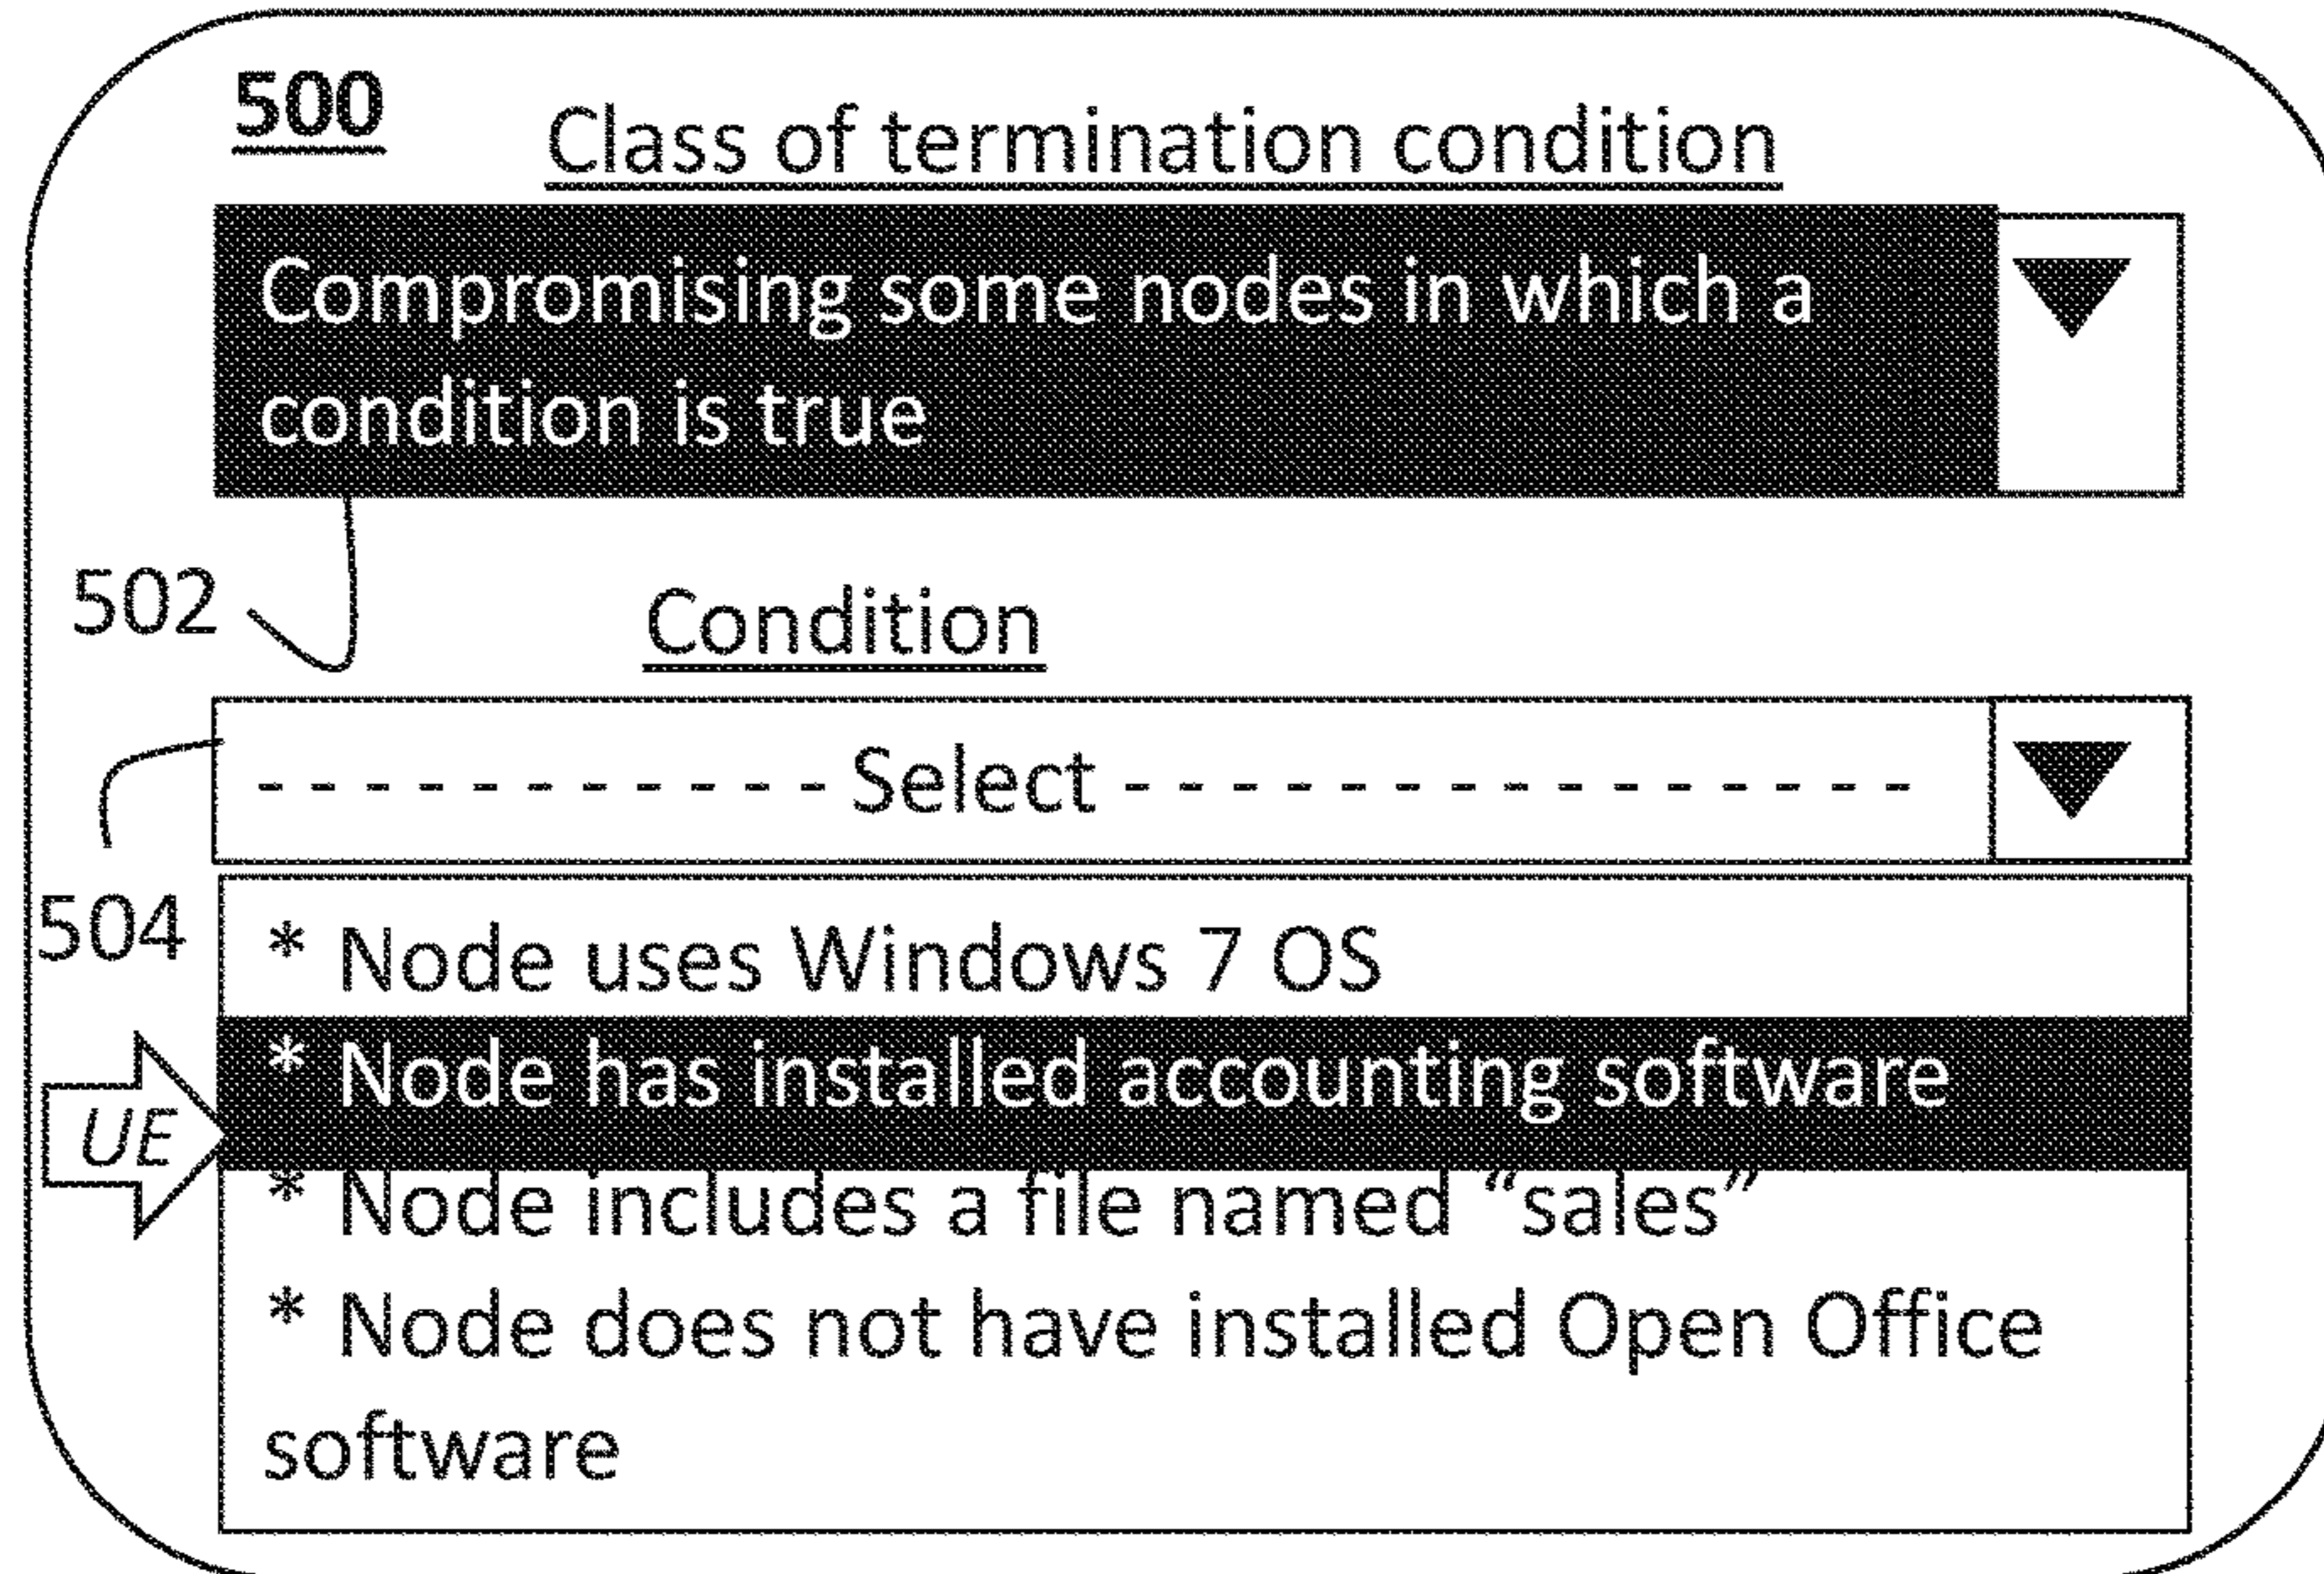 500
Class of termination condition
Compromising some nodes in which a
condition is true
502
Condition
- - - - - - - - - - - Select - - - - - - - - - - - - - - -
504
* Node uses Windows 7 OS
* Node has installed accounting software
UE
* Node includes a file named “sales”
* Node does not have installed Open Office
software